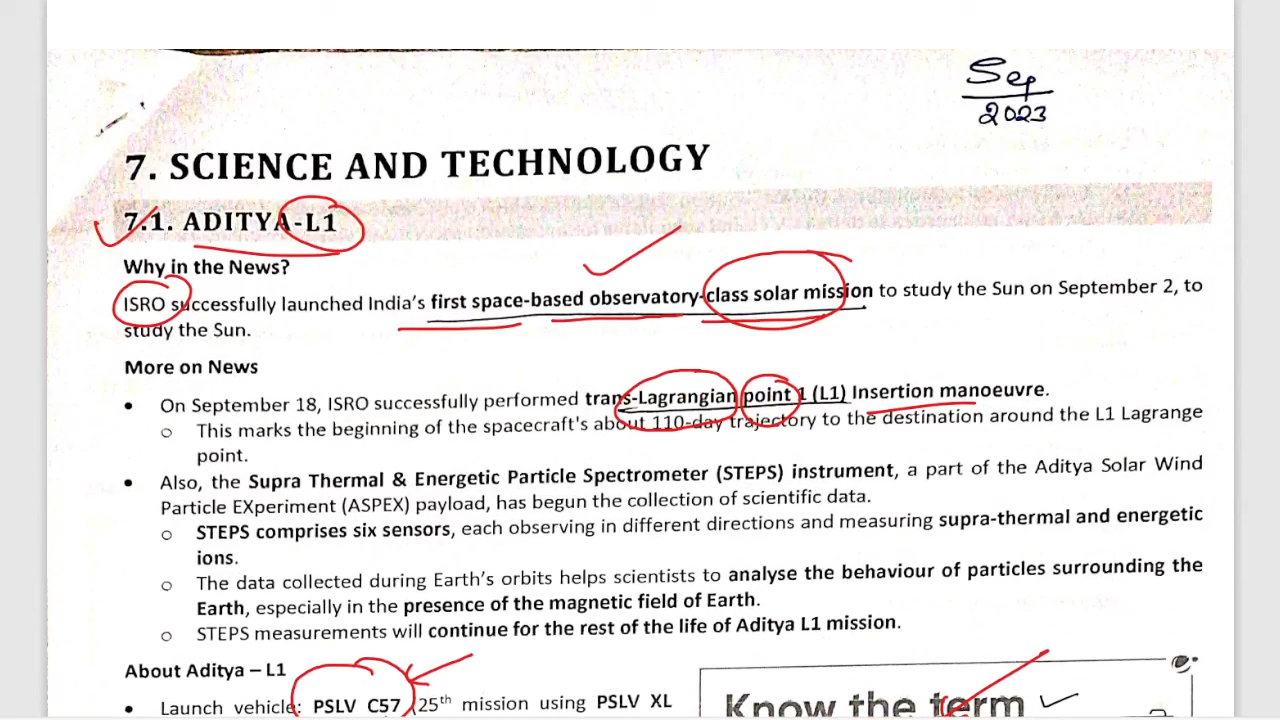 Sep
2023
7. SCIENCE AND TECHNOLOGY
7.1. ADITYA-L1
Why in the News?
ISRO successfully launched India's first space-based observatory-class solar mission to study the Sun on September 2, to
study the Sun.
More on News
• On September 18, ISRO successfully performed trans-Lagrangian point 1 (L1) Insertion manoeuvre.
o This marks the beginning of the spacecraft's about 110-day trajectory to the destination around the L1 Lagrange
point.
• Also, the Supra Thermal & Energetic Particle Spectrometer (STEPS) instrument, a part of the Aditya Solar Wind
Particle EXperiment (ASPEX) payload, has begun the collection of scientific data.
o STEPS comprises six sensors, each observing in different directions and measuring supra-thermal and energetic
ions.
o The data collected during Earth's orbits helps scientists to analyse the behaviour of particles surrounding the
Earth, especially in the presence of the magnetic field of Earth.
o STEPS measurements will continue for the rest of the life of Aditya L1 mission.
About Aditya – L1
• Launch vehicle: PSLV C57 (25th mission using PSLV XL
Know the term